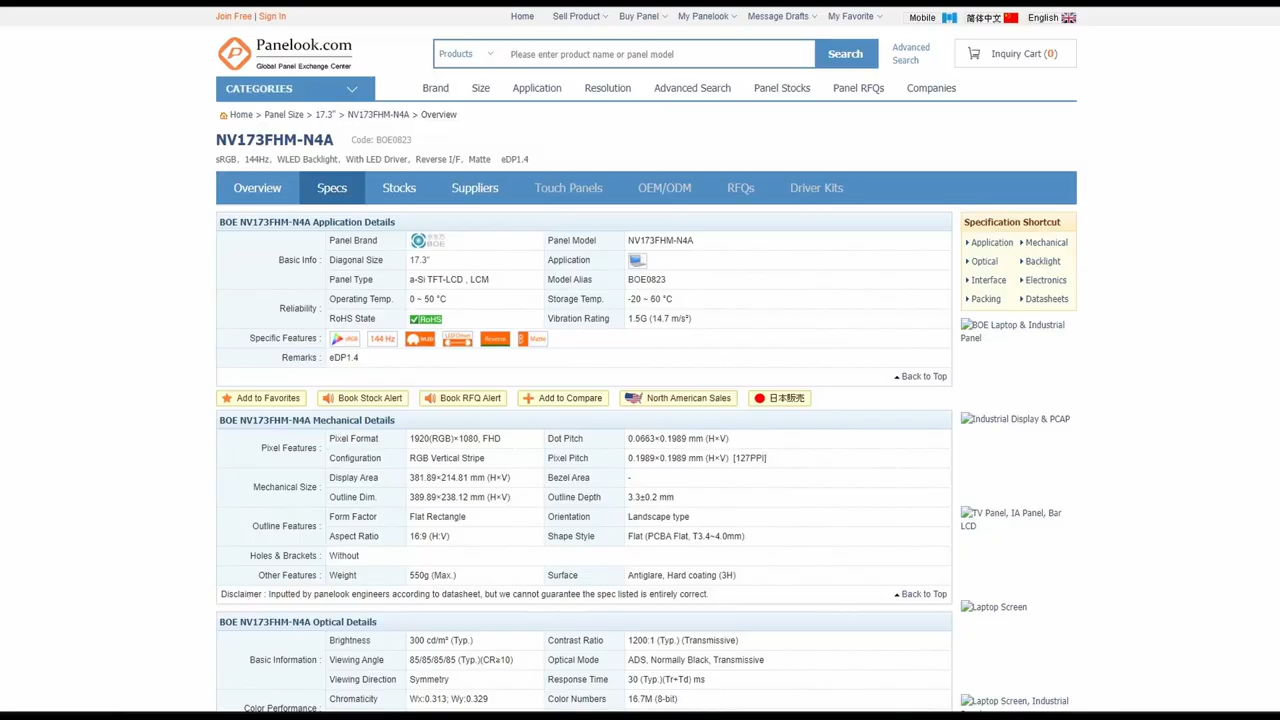 Join Free | Sign In
Home Sell Product Buy Panel My Panelook Message Drafts My Favorite Mobile 简体中文 English
Panelook.com
Global Panel Exchange Center
Products Please enter product name or panel model Search Advanced Search Inquiry Cart (0)
CATEGORIES Brand Size Application Resolution Advanced Search Panel Stocks Panel RFQs Companies
Home > Panel Size > 17.3" > NV173FHM-N4A > Overview
NV173FHM-N4A Code: BOE0823
sRGB, 144Hz, WLED Backlight, With LED Driver, Reverse I/F, Matte eDP1.4
Overview Specs Stocks Suppliers Touch Panels OEM/ODM RFQs Driver Kits
BOE NV173FHM-N4A Application Details
Basic Info : Panel Brand BOE Panel Model NV173FHM-N4A
Diagonal Size 17.3" Application
Panel Type a-Si TFT-LCD , LCM Model Alias BOE0823
Reliability : Operating Temp. 0 ~ 50 °C Storage Temp. -20 ~ 60 °C
RoHS State RoHS Vibration Rating 1.5G (14.7 m/s²)
Specific Features : sRGB 144 Hz WLED LED Driver Reverse Matte
Remarks : eDP1.4
Back to Top
Add to Favorites Book Stock Alert Book RFQ Alert Add to Compare North American Sales 日本販売
BOE NV173FHM-N4A Mechanical Details
Pixel Features : Pixel Format 1920(RGB)×1080, FHD Dot Pitch 0.0663×0.1989 mm (H×V)
Configuration RGB Vertical Stripe Pixel Pitch 0.1989×0.1989 mm (H×V) [127PPI]
Mechanical Size : Display Area 381.89×214.81 mm (H×V) Bezel Area -
Outline Dim. 389.89×238.12 mm (H×V) Outline Depth 3.3±0.2 mm
Outline Features : Form Factor Flat Rectangle Orientation Landscape type
Aspect Ratio 16:9 (H:V) Shape Style Flat (PCBA Flat, T3.4~4.0mm)
Holes & Brackets : Without
Other Features : Weight 550g (Max.) Surface Antiglare, Hard coating (3H)
Disclaimer : Inputted by panelook engineers according to datasheet, but we cannot guarantee the spec listed is entirely correct. Back to Top
BOE NV173FHM-N4A Optical Details
Basic Information : Brightness 300 cd/m² (Typ.) Contrast Ratio 1200:1 (Typ.) (Transmissive)
Viewing Angle 85/85/85/85 (Typ.)(CR≥10) Optical Mode ADS, Normally Black, Transmissive
Viewing Direction Symmetry Response Time 30 (Typ.)(Tr+Td) ms
Color Performance : Chromaticity Wx:0.313; Wy:0.329 Color Numbers 16.7M (8-bit)
Specification Shortcut
Application Mechanical
Optical Backlight
Interface Electronics
Packing Datasheets
BOE Laptop & Industrial
Panel
Industrial Display & PCAP
TV Panel, IA Panel, Bar
LCD
Laptop Screen
Laptop Screen, Industrial